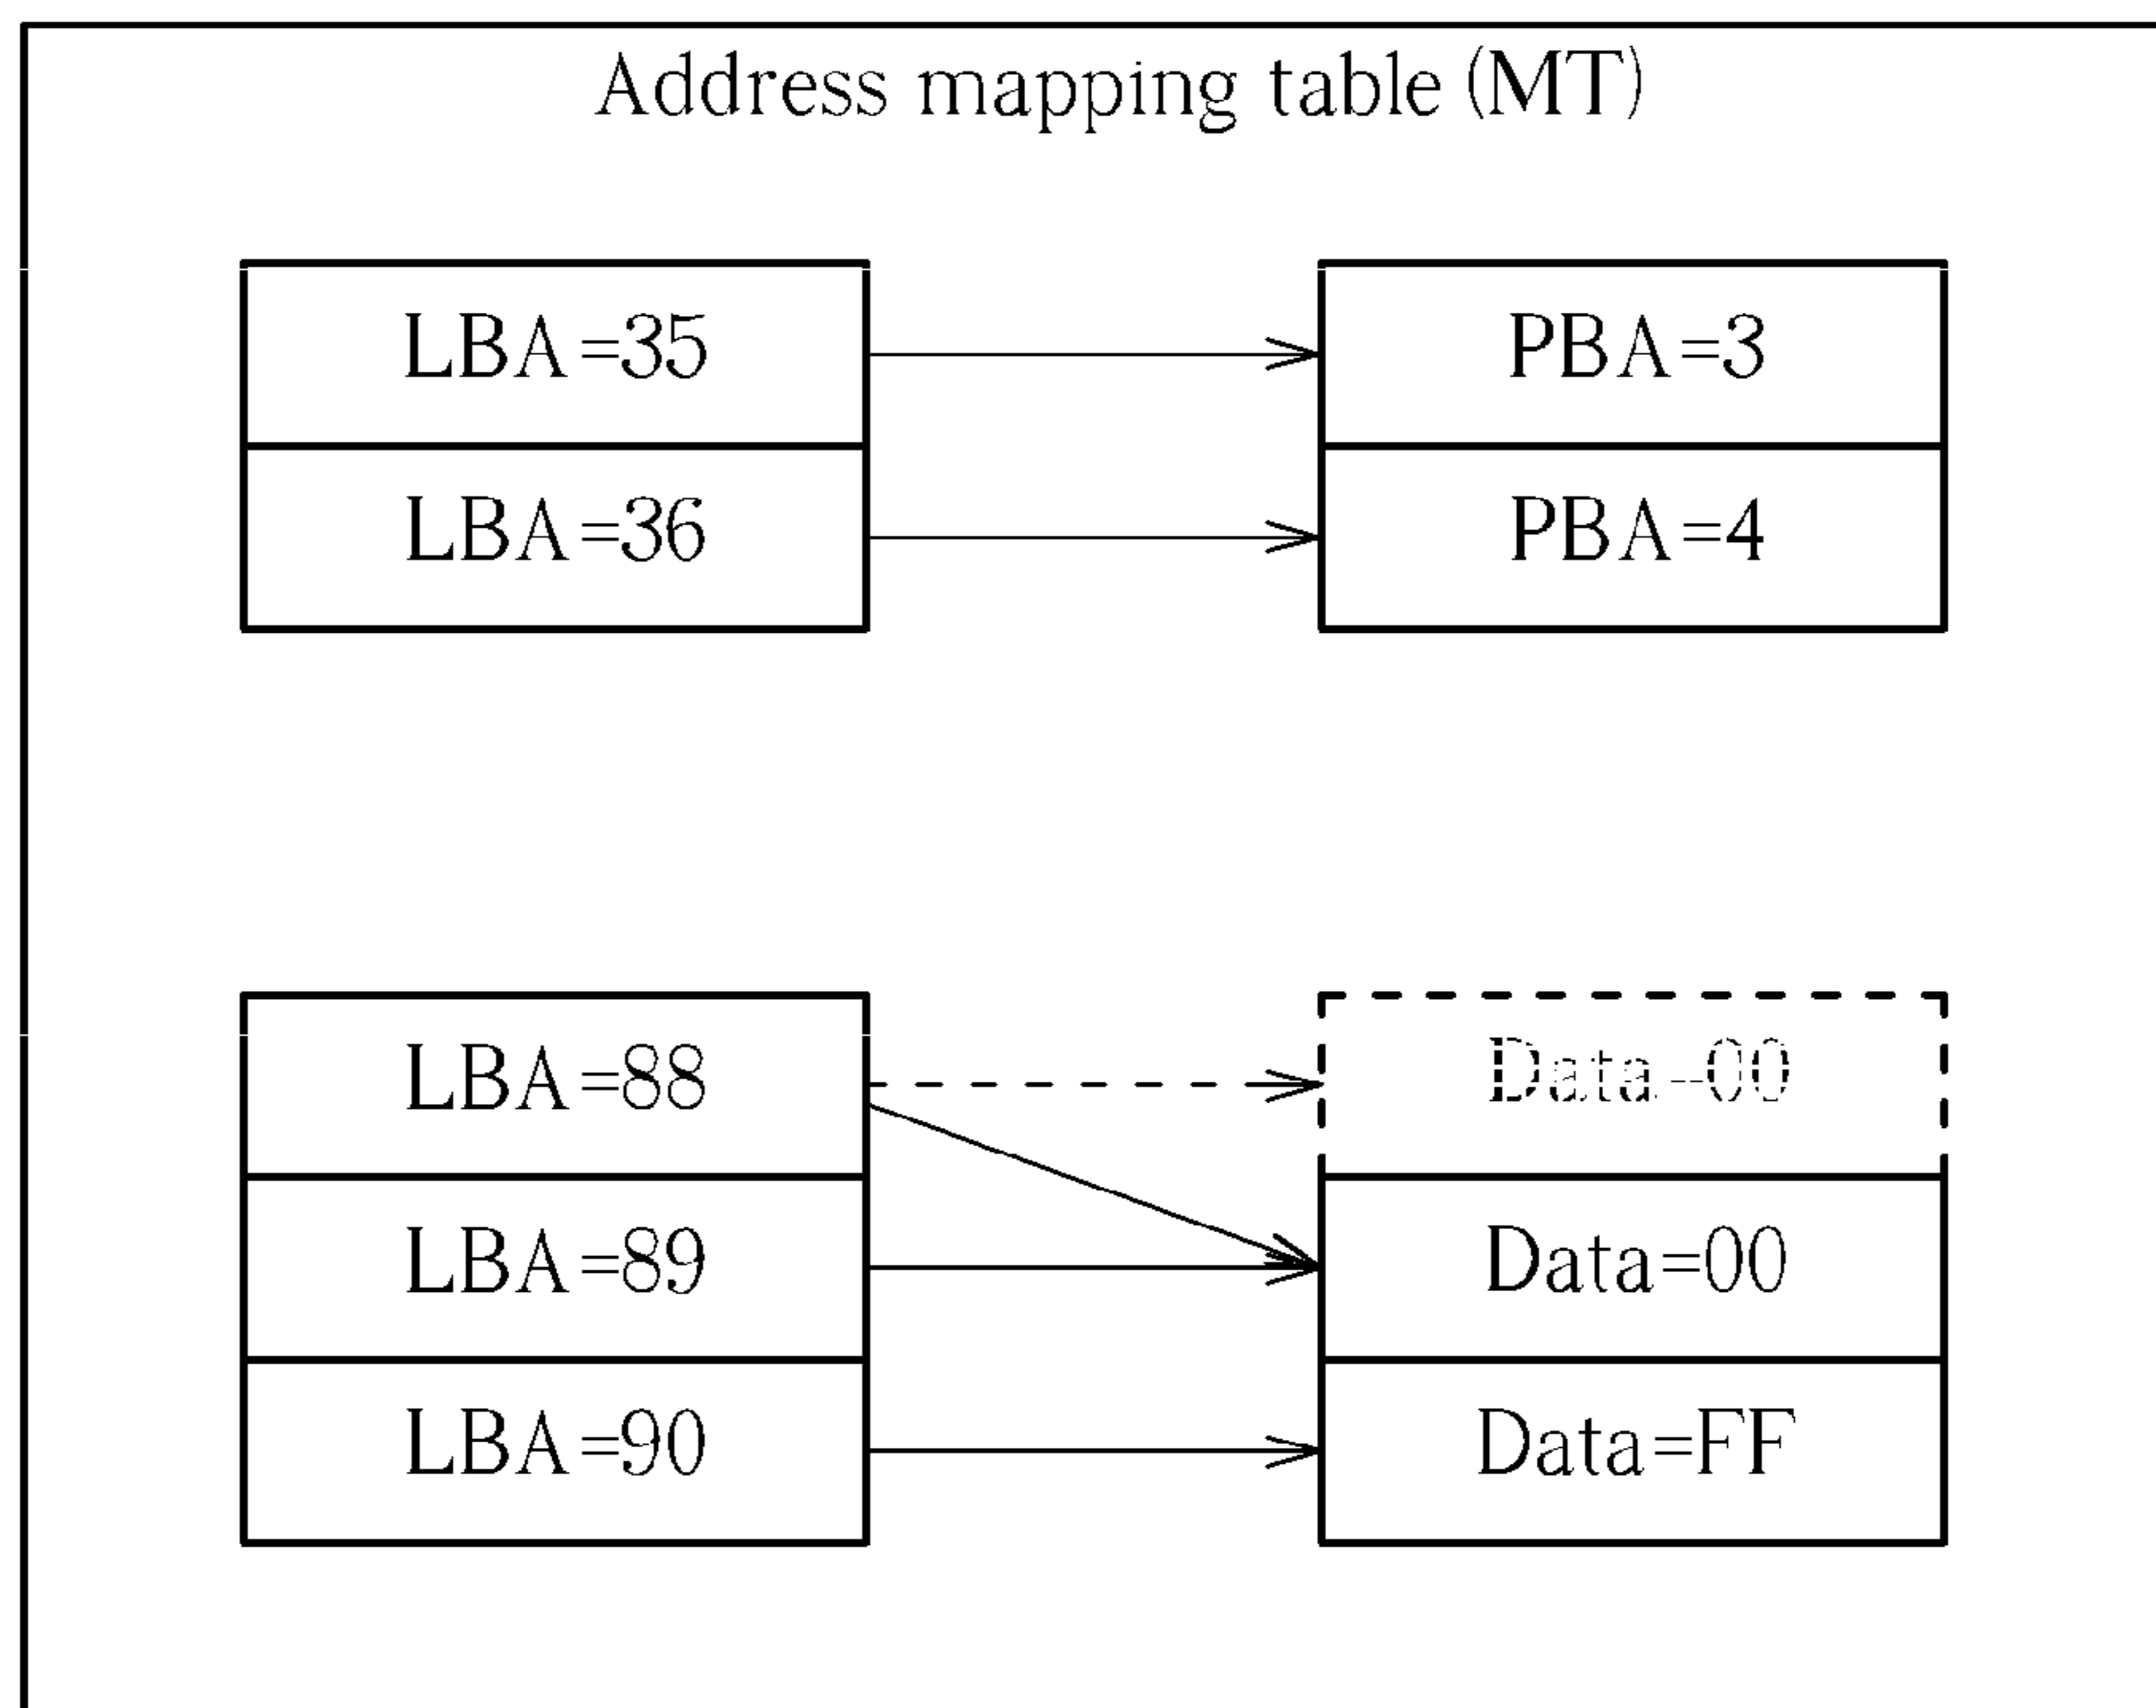 Address mapping table (MT)
LBA=35
PBA=3
LBA=36
PBA=4
LBA=88
Data=00
LBA=89
Data=00
LBA=90
Data=FF